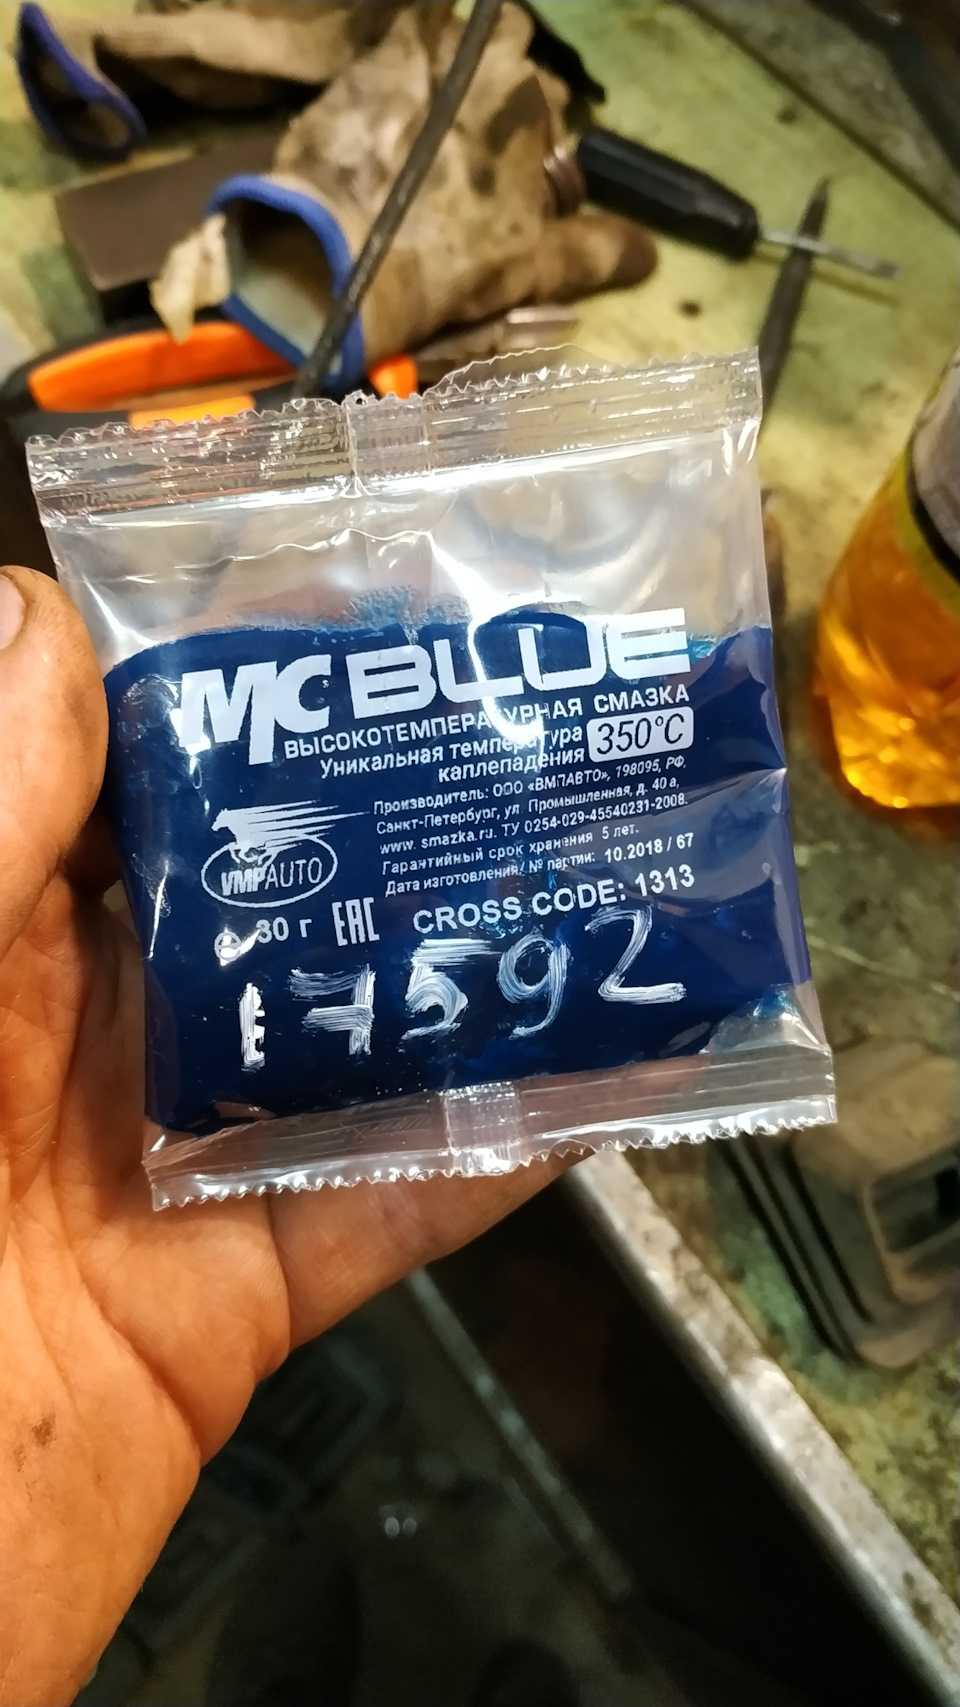 MC BLUE
ВЫСОКОТЕМПЕРАТУРНАЯ СМАЗКА
Уникальная температура
каплепадения 350°C
Производитель: ООО «ВМПАВТО», 198095, РФ,
Санкт-Петербург, ул. Промышленная, д. 40 а,
www. smazka.ru. ТУ 0254-029-45540231-2008.
Гарантийный срок хранения 5 лет.
Дата изготовления/ № партии: 10.2018 / 67
VMPAUTO
30 г EAC CROSS CODE: 1313
17592